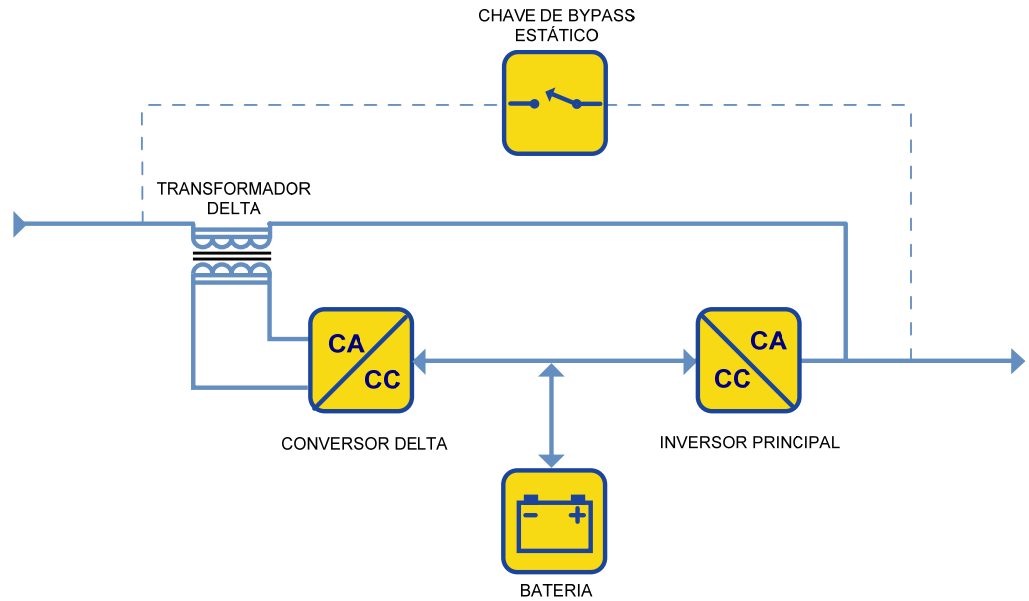 CHAVE DE BYPASS
ESTÁTICO
TRANSFORMADOR
DELTA
CA
CC
CA
CC
CONVERSOR DELTA
INVERSOR PRINCIPAL
- +
BATERIA